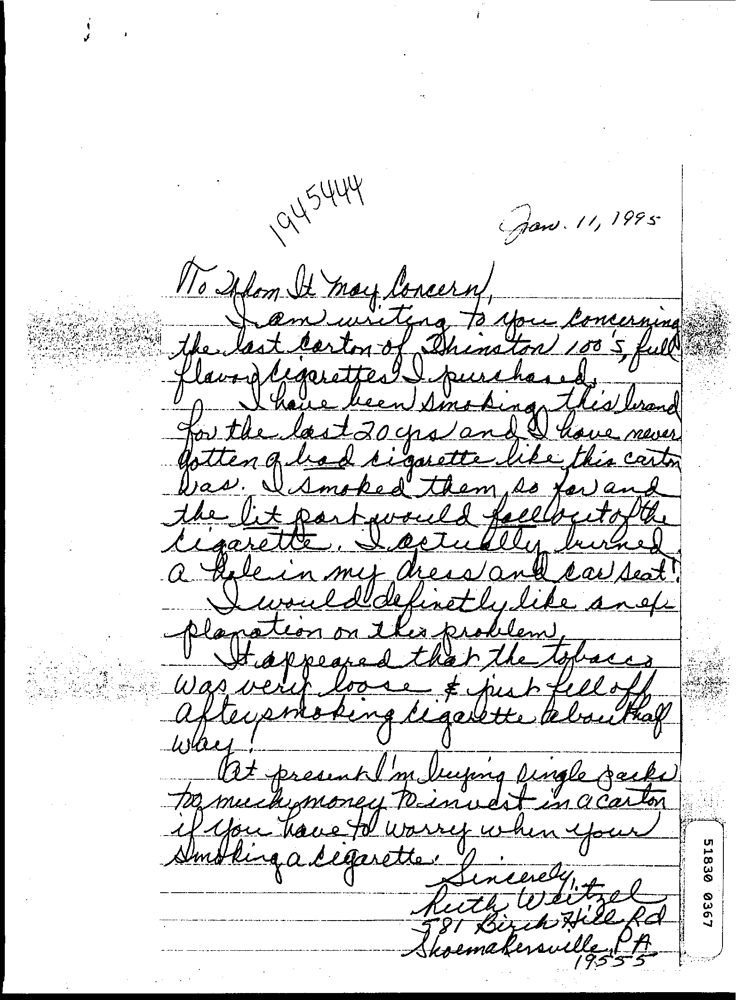 1945444
Jan. 11, 1995
To Whom It May Concern,
I am writing to you concerning
the last carton of Whinston 100's, full
flavor cigarettes I purchased.
I have been smoking this brand
for the last 20 yrs and I have never
gotten a bad cigarette like this carton
was. I smoked them so far and
the lit part would fall out of the
cigarette. I actually burned
a hole in my dress and car seat!
I would definetly like an ex
planation on this problem.
It appeared that the tobacco
was very loose & just fell off
after smoking cigarette about half
way!
At present I'm buying single packs
to much money to invest in a carton
if you have to worry when your
smoking a cigarette.
Sincerely,
Ruth Weitzel
581 Birch Hill Rd
Shoemakersville, PA
19555
51830 0367